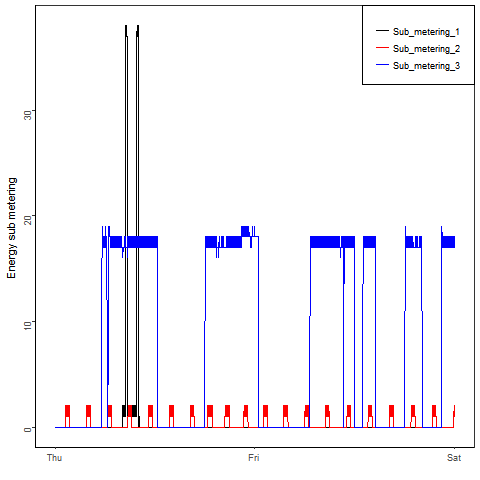 Sub_metering_1
Sub_metering_2
Sub_metering_3
Energy sub metering
30
20
10
0
Thu Fri Sat